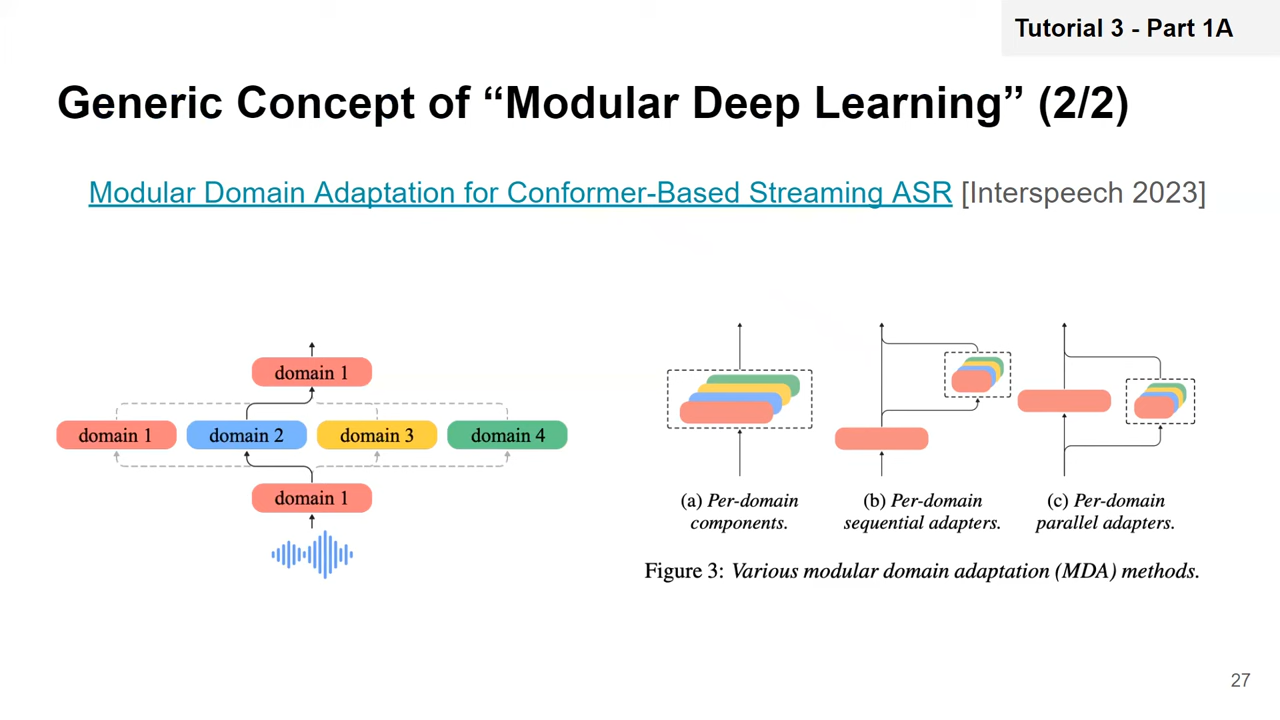 Tutorial 3 - Part 1A
Generic Concept of “Modular Deep Learning” (2/2)
Modular Domain Adaptation for Conformer-Based Streaming ASR [Interspeech 2023]
domain 1
domain 1 domain 2 domain 3 domain 4
domain 1
(a) Per-domain
components.
(b) Per-domain
sequential adapters.
(c) Per-domain
parallel adapters.
Figure 3: Various modular domain adaptation (MDA) methods.
27